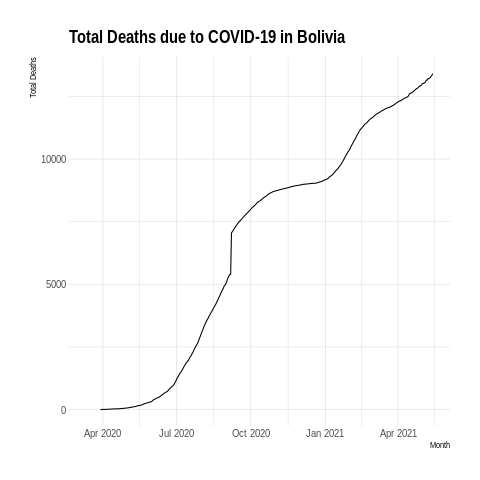 Total Deaths due to COVID-19 in Bolivia
Total Deaths
10000
5000
0
Apr 2020 Jul 2020 Oct 2020 Jan 2021 Apr 2021
Month